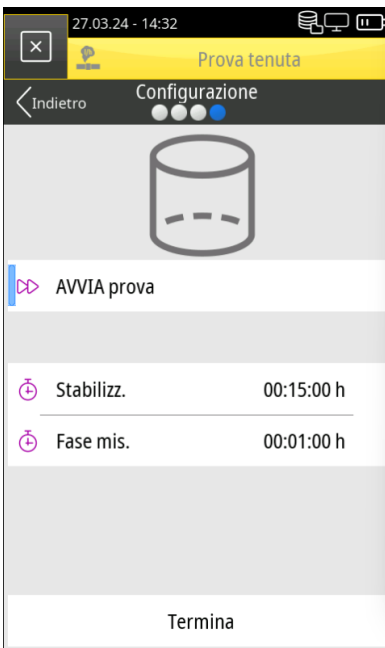 27.03.24 - 14:32
Prova tenuta
Indietro
Configurazione
AVVIA prova
Stabilizz. 00:15:00 h
Fase mis. 00:01:00 h
Termina